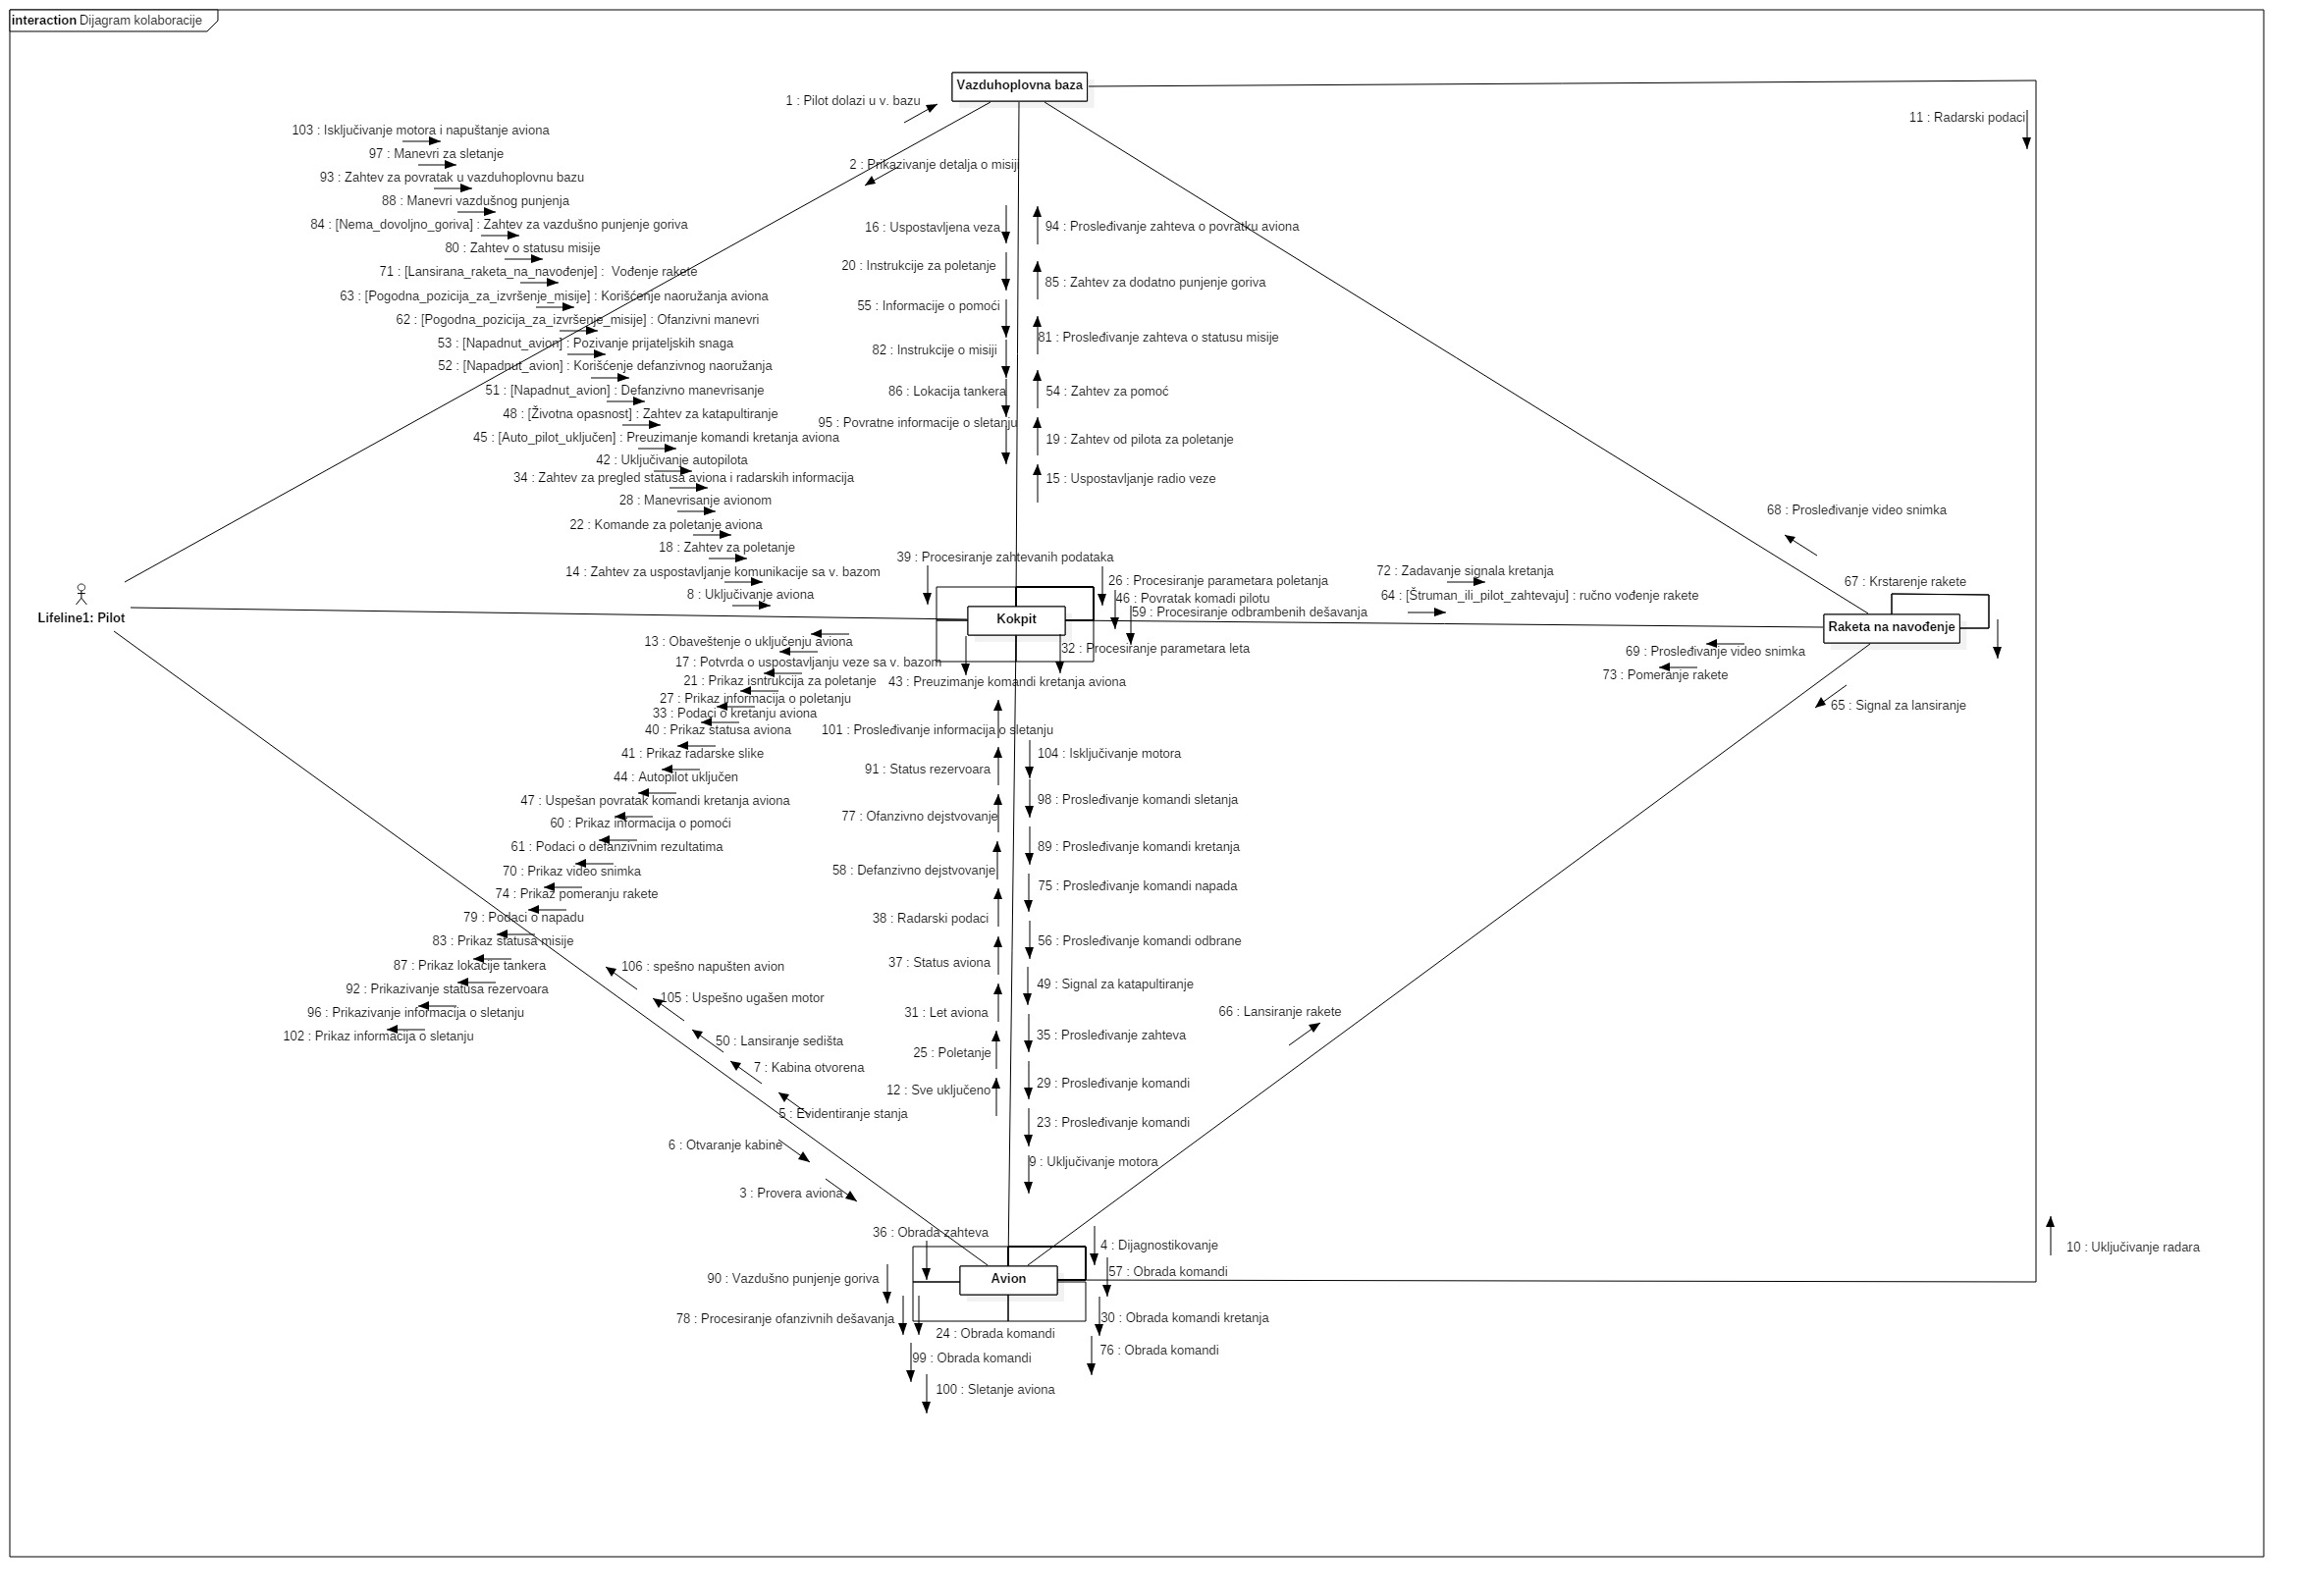 interaction Dijagram kolaboracije
Vazduhoplovna baza
1 : Pilot dolazi u v. bazu
11 : Radarski podaci
103 : Isključivanje motora i napuštanje aviona
97 : Manevri za sletanje
2 : Prikazivanje detalja o misiji
93 : Zahtev za povratak u vazduhoplovnu bazu
88 : Manevri vazdušnog punjenja
84 : [Nema_dovoljno_goriva] : Zahtev za vazdušno punjenje goriva
16 : Uspostavljena veza
94 : Prosleđivanje zahteva o povratku aviona
80 : Zahtev o statusu misije
20 : Instrukcije za poletanje
71 : [Lansirana_raketa_na_navođenje] :  Vođenje rakete
85 : Zahtev za dodatno punjenje goriva
63 : [Pogodna_pozicija_za_izvršenje_misije] : Korišćenje naoružanja aviona
55 : Informacije o pomoći
62 : [Pogodna_pozicija_za_izvršenje_misije] : Ofanzivni manevri
81 : Prosleđivanje zahteva o statusu misije
53 : [Napadnut_avion] : Pozivanje prijateljskih snaga
82 : Instrukcije o misiji
52 : [Napadnut_avion] : Korišćenje defanzivnog naoružanja
51 : [Napadnut_avion] : Defanzivno manevrisanje
86 : Lokacija tankera
54 : Zahtev za pomoć
48 : [Životna opasnost] : Zahtev za katapultiranje
95 : Povratne informacije o sletanju
45 : [Auto_pilot_uključen] : Preuzimanje komandi kretanja aviona
19 : Zahtev od pilota za poletanje
42 : Uključivanje autopilota
34 : Zahtev za pregled statusa aviona i radarskih informacija
15 : Uspostavljanje radio veze
28 : Manevrisanje avionom
68 : Prosleđivanje video snimka
22 : Komande za poletanje aviona
18 : Zahtev za poletanje
39 : Procesiranje zahtevanih podataka
14 : Zahtev za uspostavljanje komunikacije sa v. bazom
72 : Zadavanje signala kretanja
26 : Procesiranje parametara poletanja
67 : Krstarenje rakete
8 : Uključivanje aviona
46 : Povratak komadi pilotu
64 : [Štruman_ili_pilot_zahtevaju] : ručno vođenje rakete
59 : Procesiranje odbrambenih dešavanja
Lifeline1: Pilot
Kokpit
Raketa na navođenje
13 : Obaveštenje o uključenju aviona
32 : Procesiranje parametara leta
69 : Prosleđivanje video snimka
17 : Potvrda o uspostavljanju veze sa v. bazom
73 : Pomeranje rakete
21 : Prikaz isntrukcija za poletanje
43 : Preuzimanje komandi kretanja aviona
27 : Prikaz informacija o poletanju
65 : Signal za lansiranje
33 : Podaci o kretanju aviona
40 : Prikaz statusa aviona
101 : Prosleđivanje informacija o sletanju
41 : Prikaz radarske slike
104 : Isključivanje motora
91 : Status rezervoara
44 : Autopilot uključen
47 : Uspešan povratak komandi kretanja aviona
98 : Prosleđivanje komandi sletanja
77 : Ofanzivno dejstvovanje
60 : Prikaz informacija o pomoći
61 : Podaci o defanzivnim rezultatima
89 : Prosleđivanje komandi kretanja
70 : Prikaz video snimka
58 : Defanzivno dejstvovanje
75 : Prosleđivanje komandi napada
74 : Prikaz pomeranju rakete
79 : Podaci o napadu
38 : Radarski podaci
83 : Prikaz statusa misije
56 : Prosleđivanje komandi odbrane
87 : Prikaz lokacije tankera
106 : spešno napušten avion
37 : Status aviona
92 : Prikazivanje statusa rezervoara
49 : Signal za katapultiranje
105 : Uspešno ugašen motor
96 : Prikazivanje informacija o sletanju
31 : Let aviona
66 : Lansiranje rakete
102 : Prikaz informacija o sletanju
50 : Lansiranje sedišta
35 : Prosleđivanje zahteva
25 : Poletanje
7 : Kabina otvorena
29 : Prosleđivanje komandi
12 : Sve uključeno
5 : Evidentiranje stanja
23 : Prosleđivanje komandi
6 : Otvaranje kabine
9 : Uključivanje motora
3 : Provera aviona
36 : Obrada zahteva
4 : Dijagnostikovanje
10 : Uključivanje radara
57 : Obrada komandi
90 : Vazdušno punjenje goriva
Avion
78 : Procesiranje ofanzivnih dešavanja
30 : Obrada komandi kretanja
24 : Obrada komandi
76 : Obrada komandi
99 : Obrada komandi
100 : Sletanje aviona